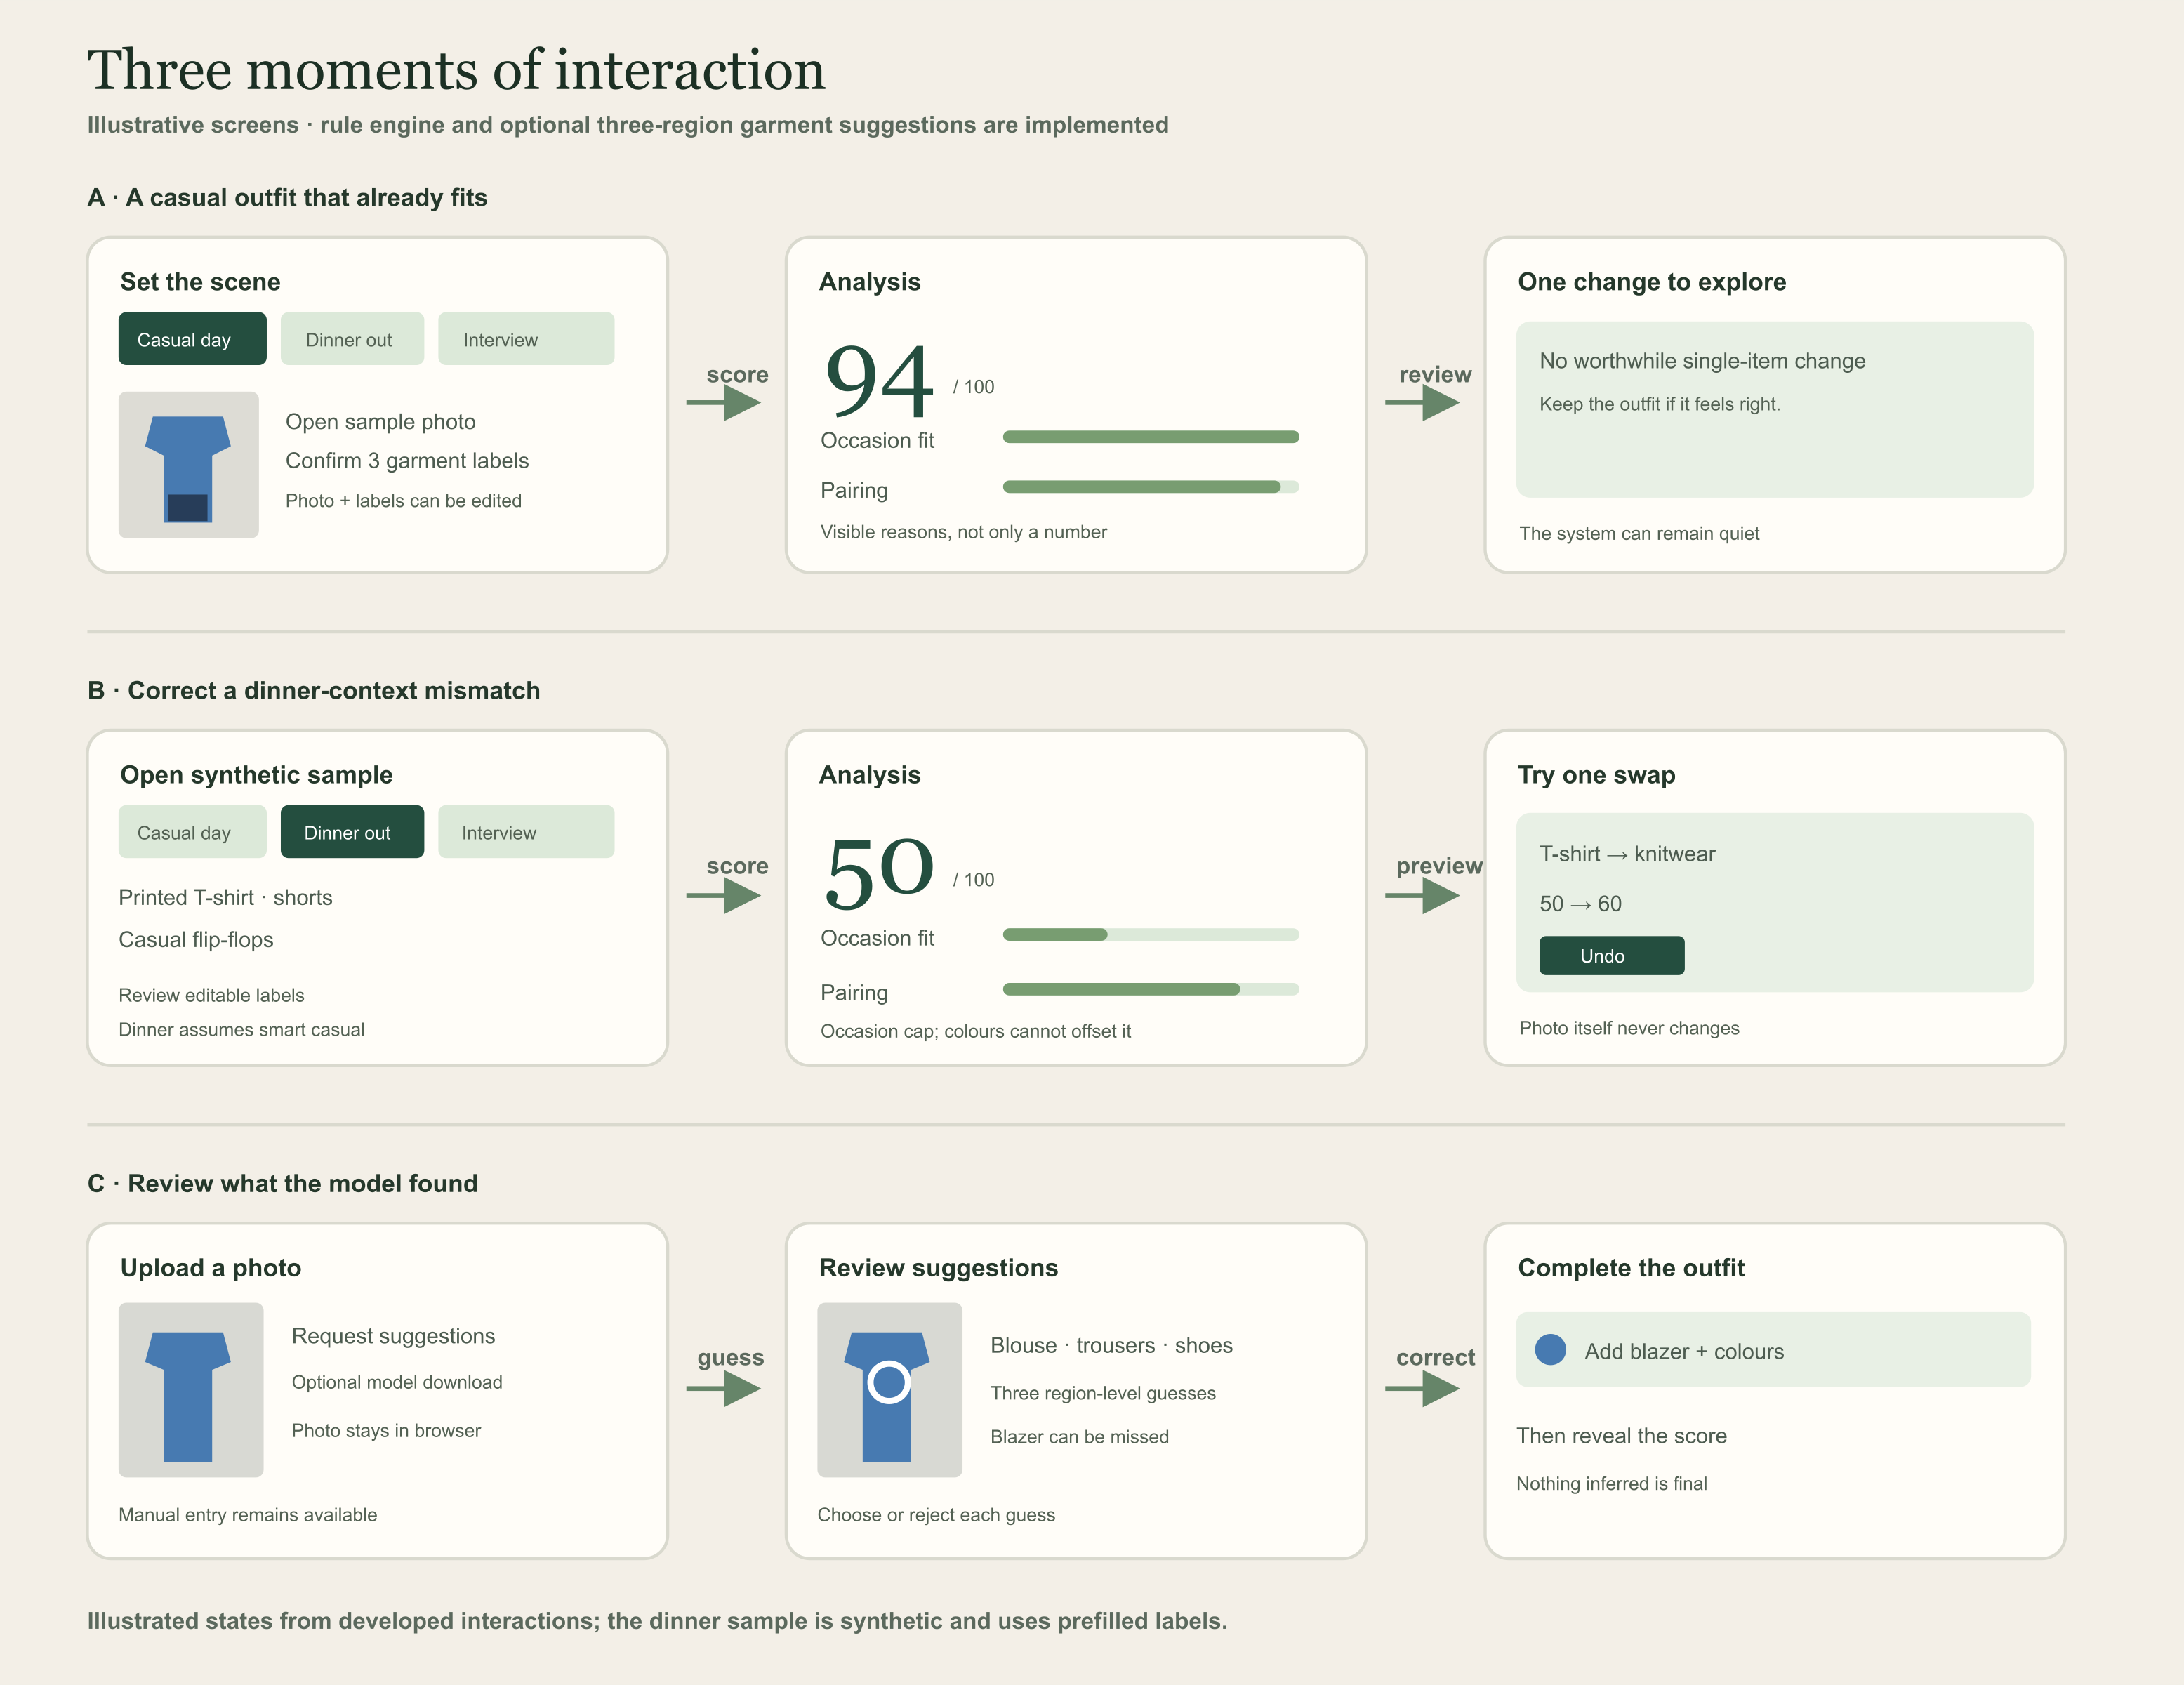 Three moments of interaction
Illustrative screens · rule engine and optional three-region garment suggestions are implemented
A · A casual outfit that already fits
Set the scene
Casual day
Dinner out
Interview
Open sample photo
Confirm 3 garment labels
Photo + labels can be edited
score
Analysis
94 / 100
Occasion fit
Pairing
Visible reasons, not only a number
review
One change to explore
No worthwhile single-item change
Keep the outfit if it feels right.
The system can remain quiet
B · Correct a dinner-context mismatch
Open synthetic sample
Casual day
Dinner out
Interview
Printed T-shirt · shorts
Casual flip-flops
Review editable labels
Dinner assumes smart casual
score
Analysis
50 / 100
Occasion fit
Pairing
Occasion cap; colours cannot offset it
preview
Try one swap
T-shirt → knitwear
50 → 60
Undo
Photo itself never changes
C · Review what the model found
Upload a photo
Request suggestions
Optional model download
Photo stays in browser
Manual entry remains available
guess
Review suggestions
Blouse · trousers · shoes
Three region-level guesses
Blazer can be missed
Choose or reject each guess
correct
Complete the outfit
Add blazer + colours
Then reveal the score
Nothing inferred is final
Illustrated states from developed interactions; the dinner sample is synthetic and uses prefilled labels.